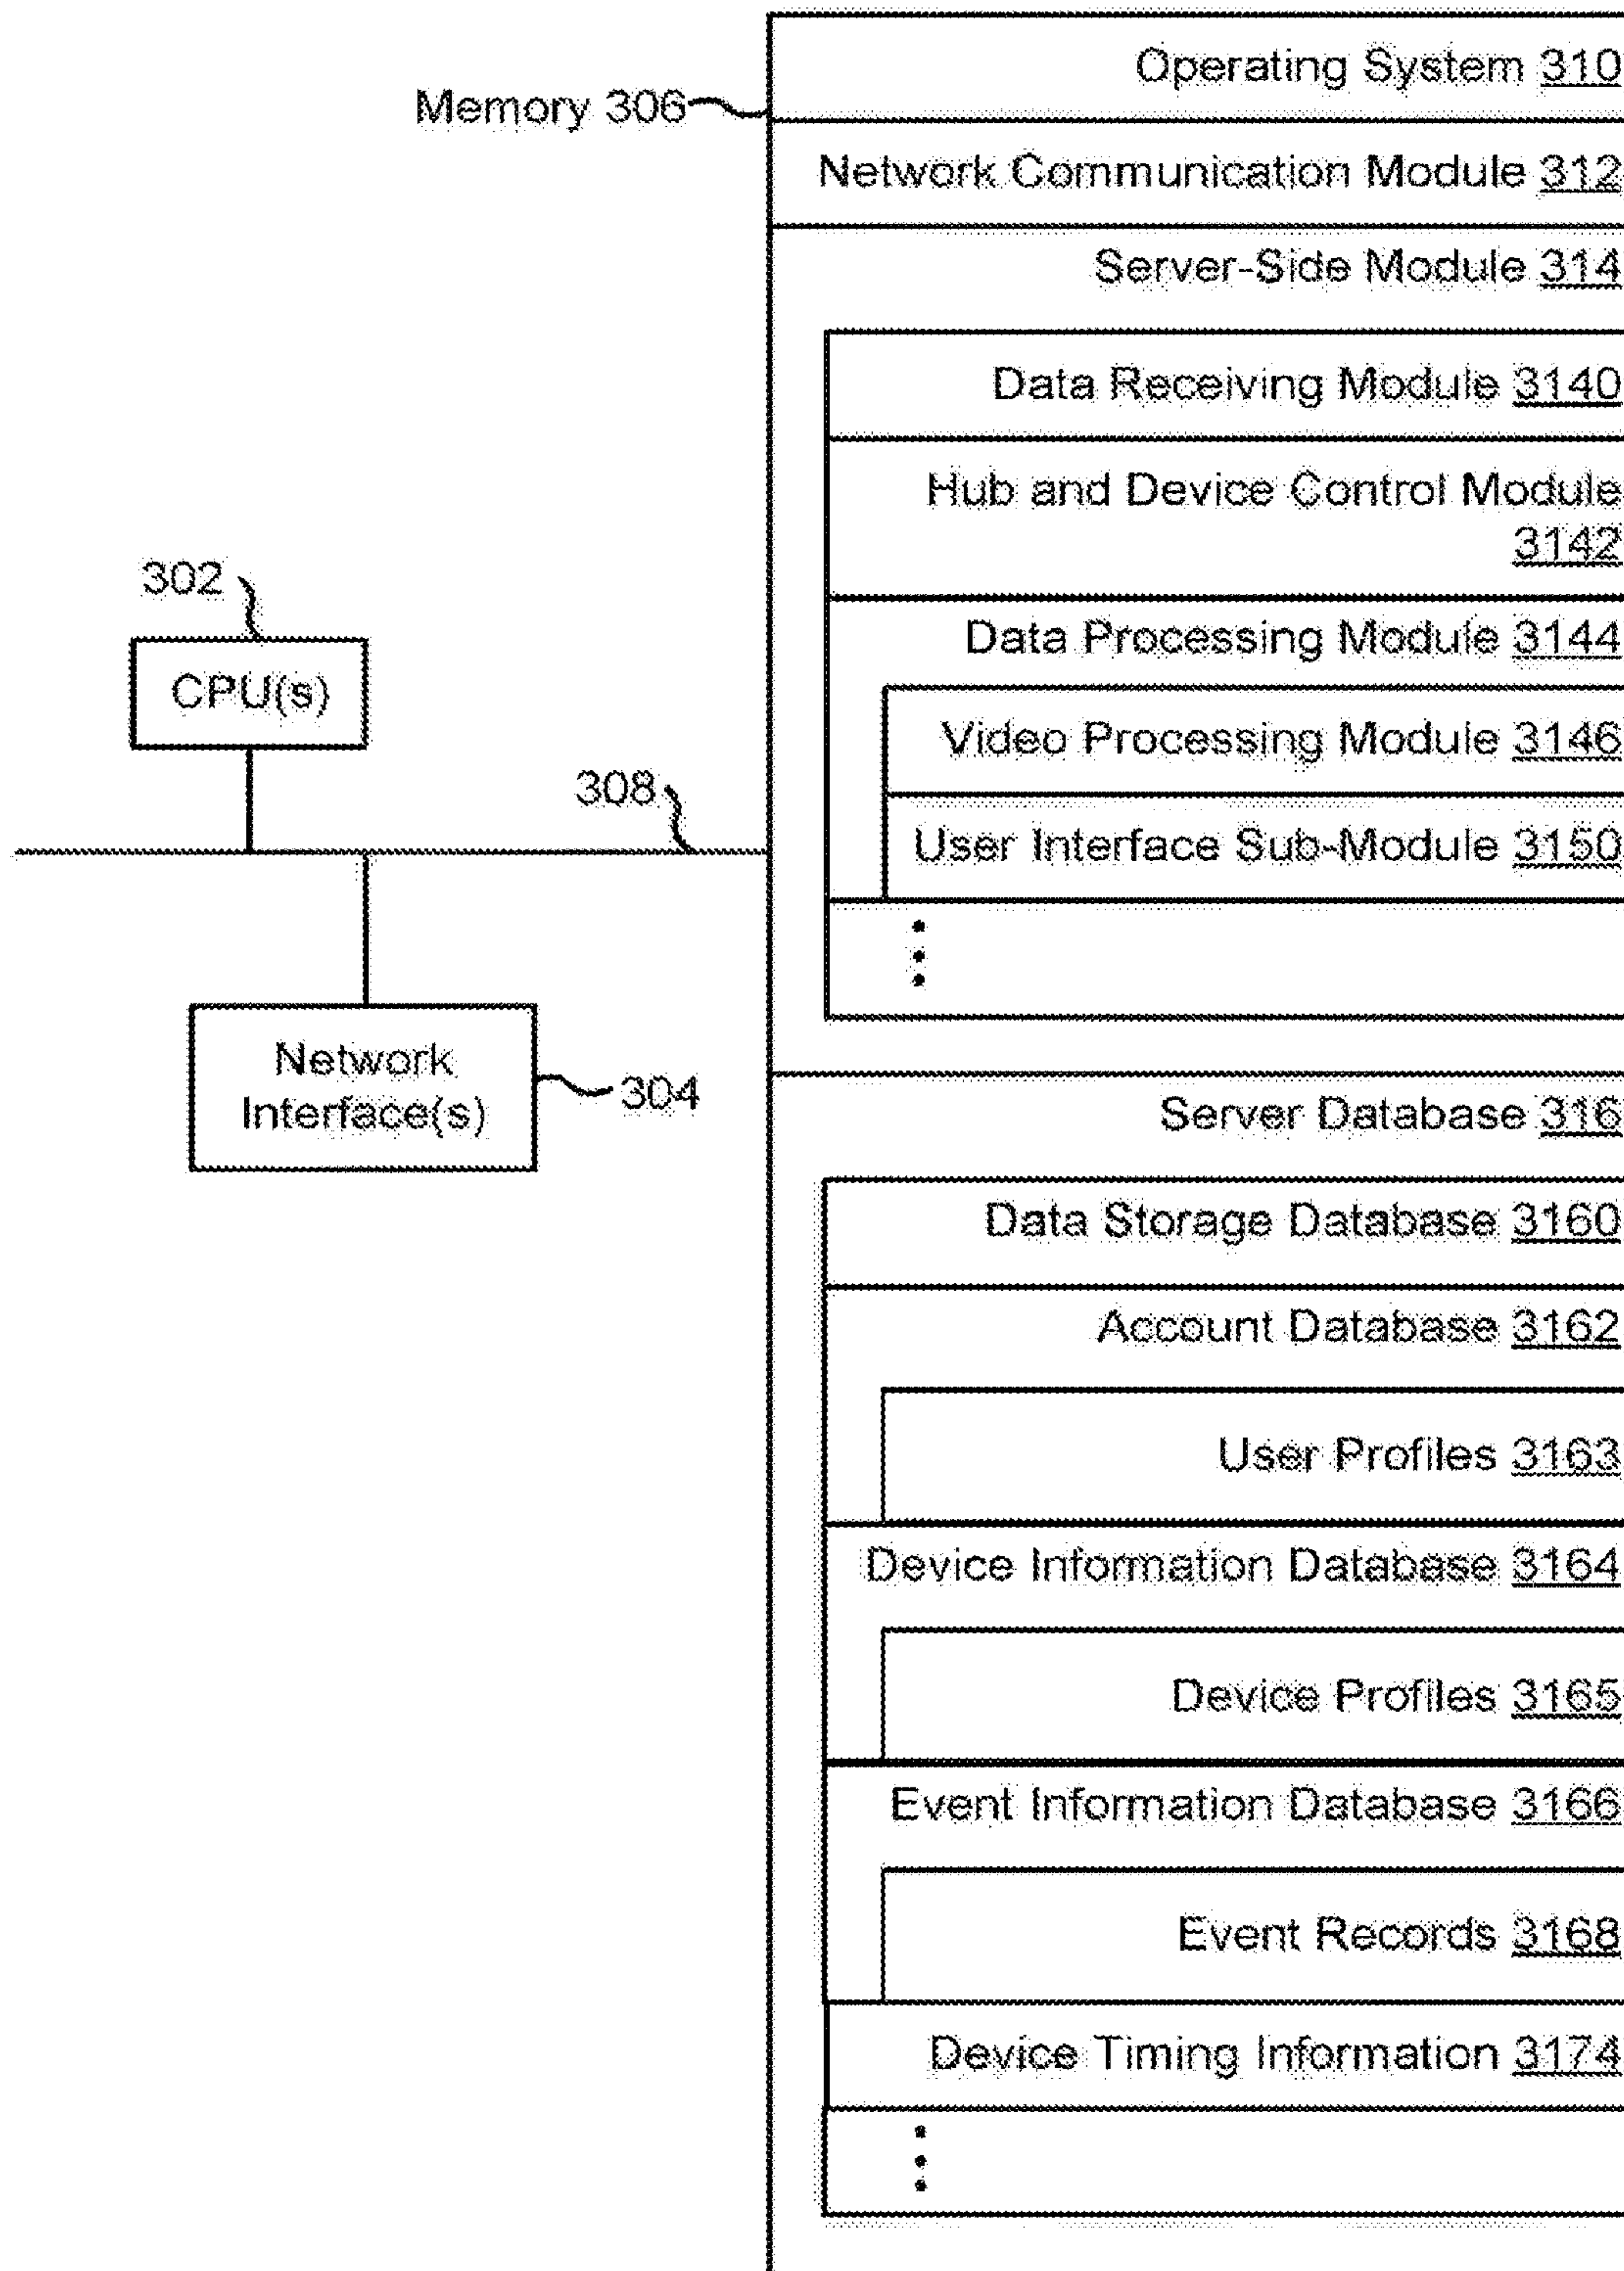 Operating System 310
Memory 306
Network Communication Module 312
Server-Side Module 314
Data Receiving Module 3140
Hub and Device Control Module
3142
302
CPU(s)
Data Processing Module 3144
Video Processing Module 3146
308
User Interface Sub-Module 3150
Network
Interface(s)
304
Server Database 316
Data Storage Database 3160
Account Database 3162
User Profiles 3163
Device Information Database 3164
Device Profiles 3165
Event Information Database 3166
Event Records 3168
Device Timing Information 3174